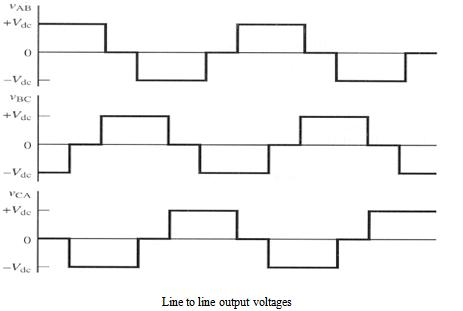 vAB
+Vdc
0
−Vdc
vBC
+Vdc
0
−Vdc
vCA
+Vdc
0
−Vdc
Line to line output voltages